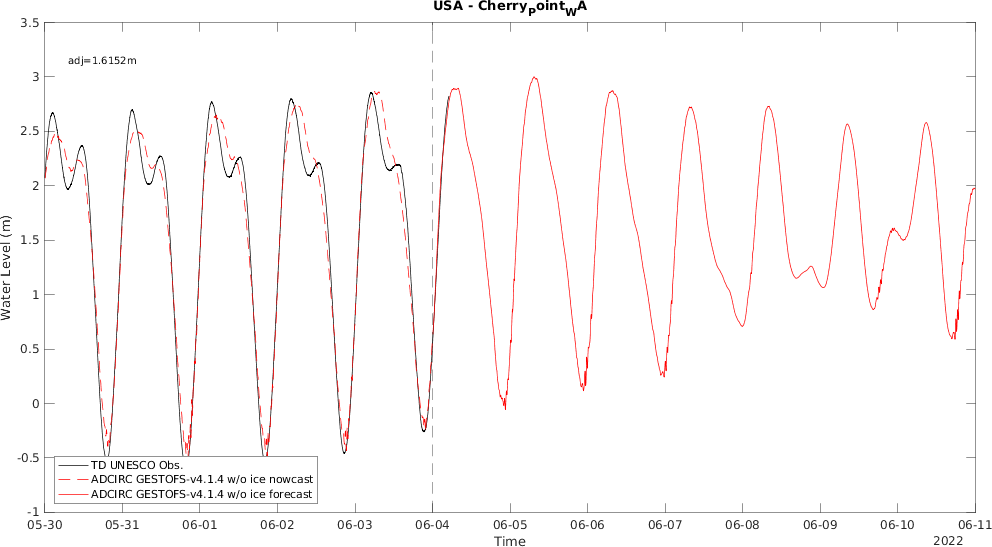 USA - CherryPointWA
3.5
adj=1.6152m
3
2.5
2
1.5
1
0.5
0
-0.5
-1
Water Level (m)
TD UNESCO Obs.
ADCIRC GESTOFS-v4.1.4 w/o ice nowcast
ADCIRC GESTOFS-v4.1.4 w/o ice forecast
05-30 05-31 06-01 06-02 06-03 06-04 06-05 06-06 06-07 06-08 06-09 06-10 06-11
Time
2022